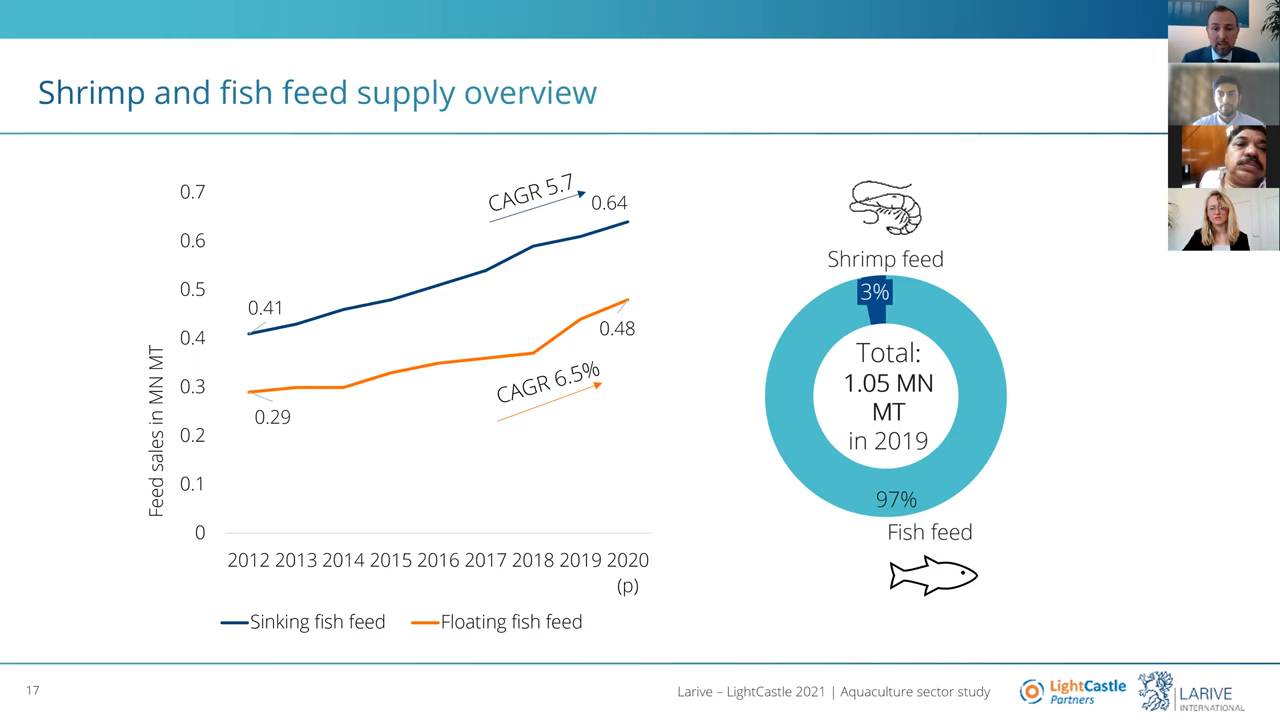 Shrimp and fish feed supply overview
Feed sales in MN MT
0.7
0.6
0.5
0.4
0.3
0.2
0.1
0
CAGR 5.7
0.64
0.41
0.48
CAGR 6.5%
0.29
2012 2013 2014 2015 2016 2017 2018 2019 2020
(p)
Sinking fish feed Floating fish feed
Shrimp feed
3%
Total:
1.05 MN
MT
in 2019
97%
Fish feed
17
Larive – LightCastle 2021 | Aquaculture sector study
LightCastle
Partners
LARIVE
INTERNATIONAL